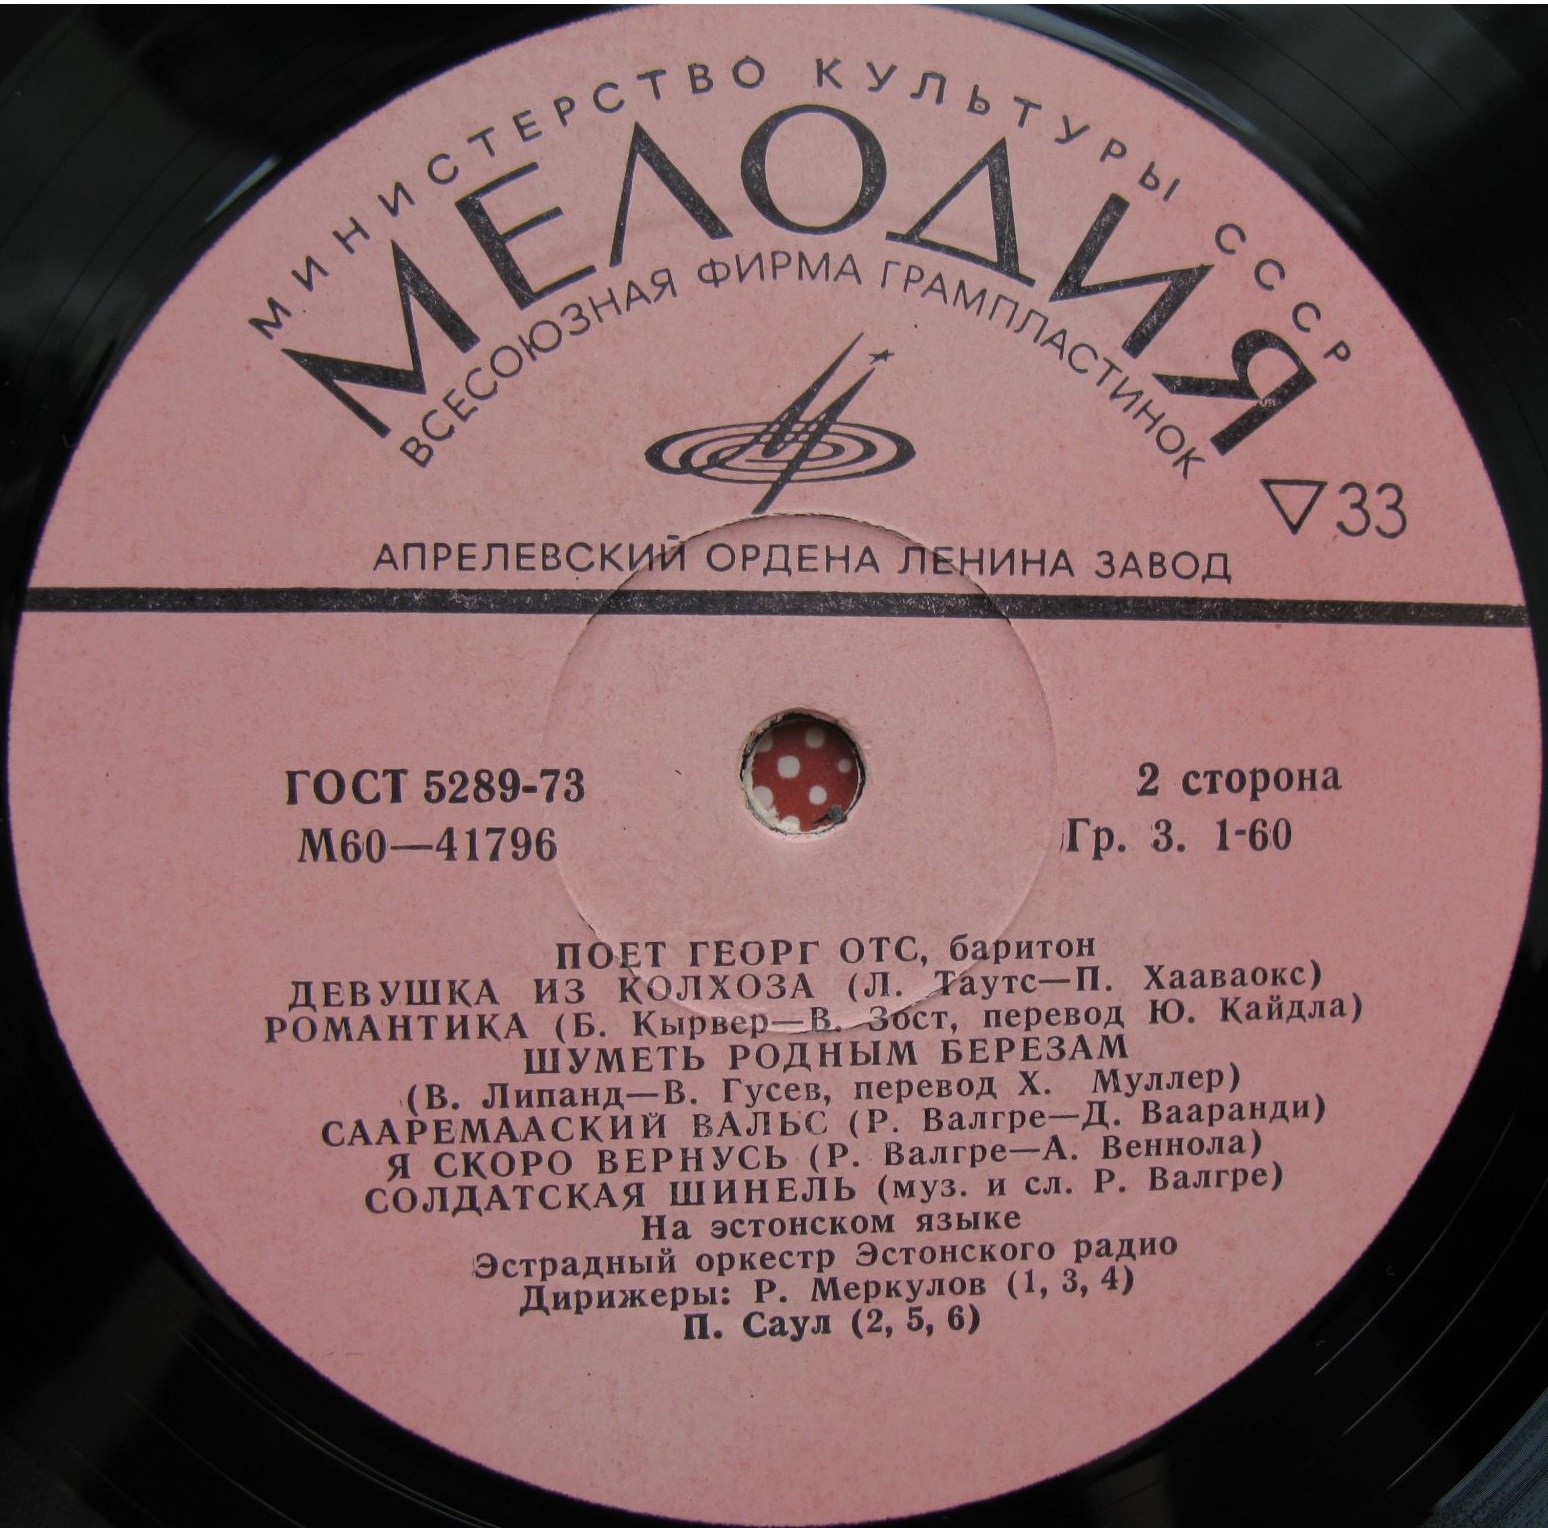 МИНИСТЕРСТВО КУЛЬТУРЫ СССР
МЕЛОДИЯ
ВСЕСОЮЗНАЯ ФИРМА ГРАМПЛАСТИНОК
▽33
АПРЕЛЕВСКИЙ ОРДЕНА ЛЕНИНА ЗАВОД
ГОСТ 5289-73
2 сторона
М60—41796
Гр. 3. 1-60
ПОЕТ ГЕОРГ ОТС, баритон
ДЕВУШКА ИЗ КОЛХОЗА (Л. Таутс—П. Хааваокс)
РОМАНТИКА (Б. Кырвер—В. Зост, перевод Ю. Кайдла)
ШУМЕТЬ РОДНЫМ БЕРЕЗАМ
(В. Липанд—В. Гусев, перевод Х. Муллер)
СААРЕМААСКИЙ ВАЛЬС (Р. Валгре—Д. Вааранди)
Я СКОРО ВЕРНУСЬ (Р. Валгре—А. Веннола)
СОЛДАТСКАЯ ШИНЕЛЬ (муз. и сл. Р. Валгре)
На эстонском языке
Эстрадный оркестр Эстонского радио
Дирижеры: Р. Меркулов (1, 3, 4)
П. Саул (2, 5, 6)